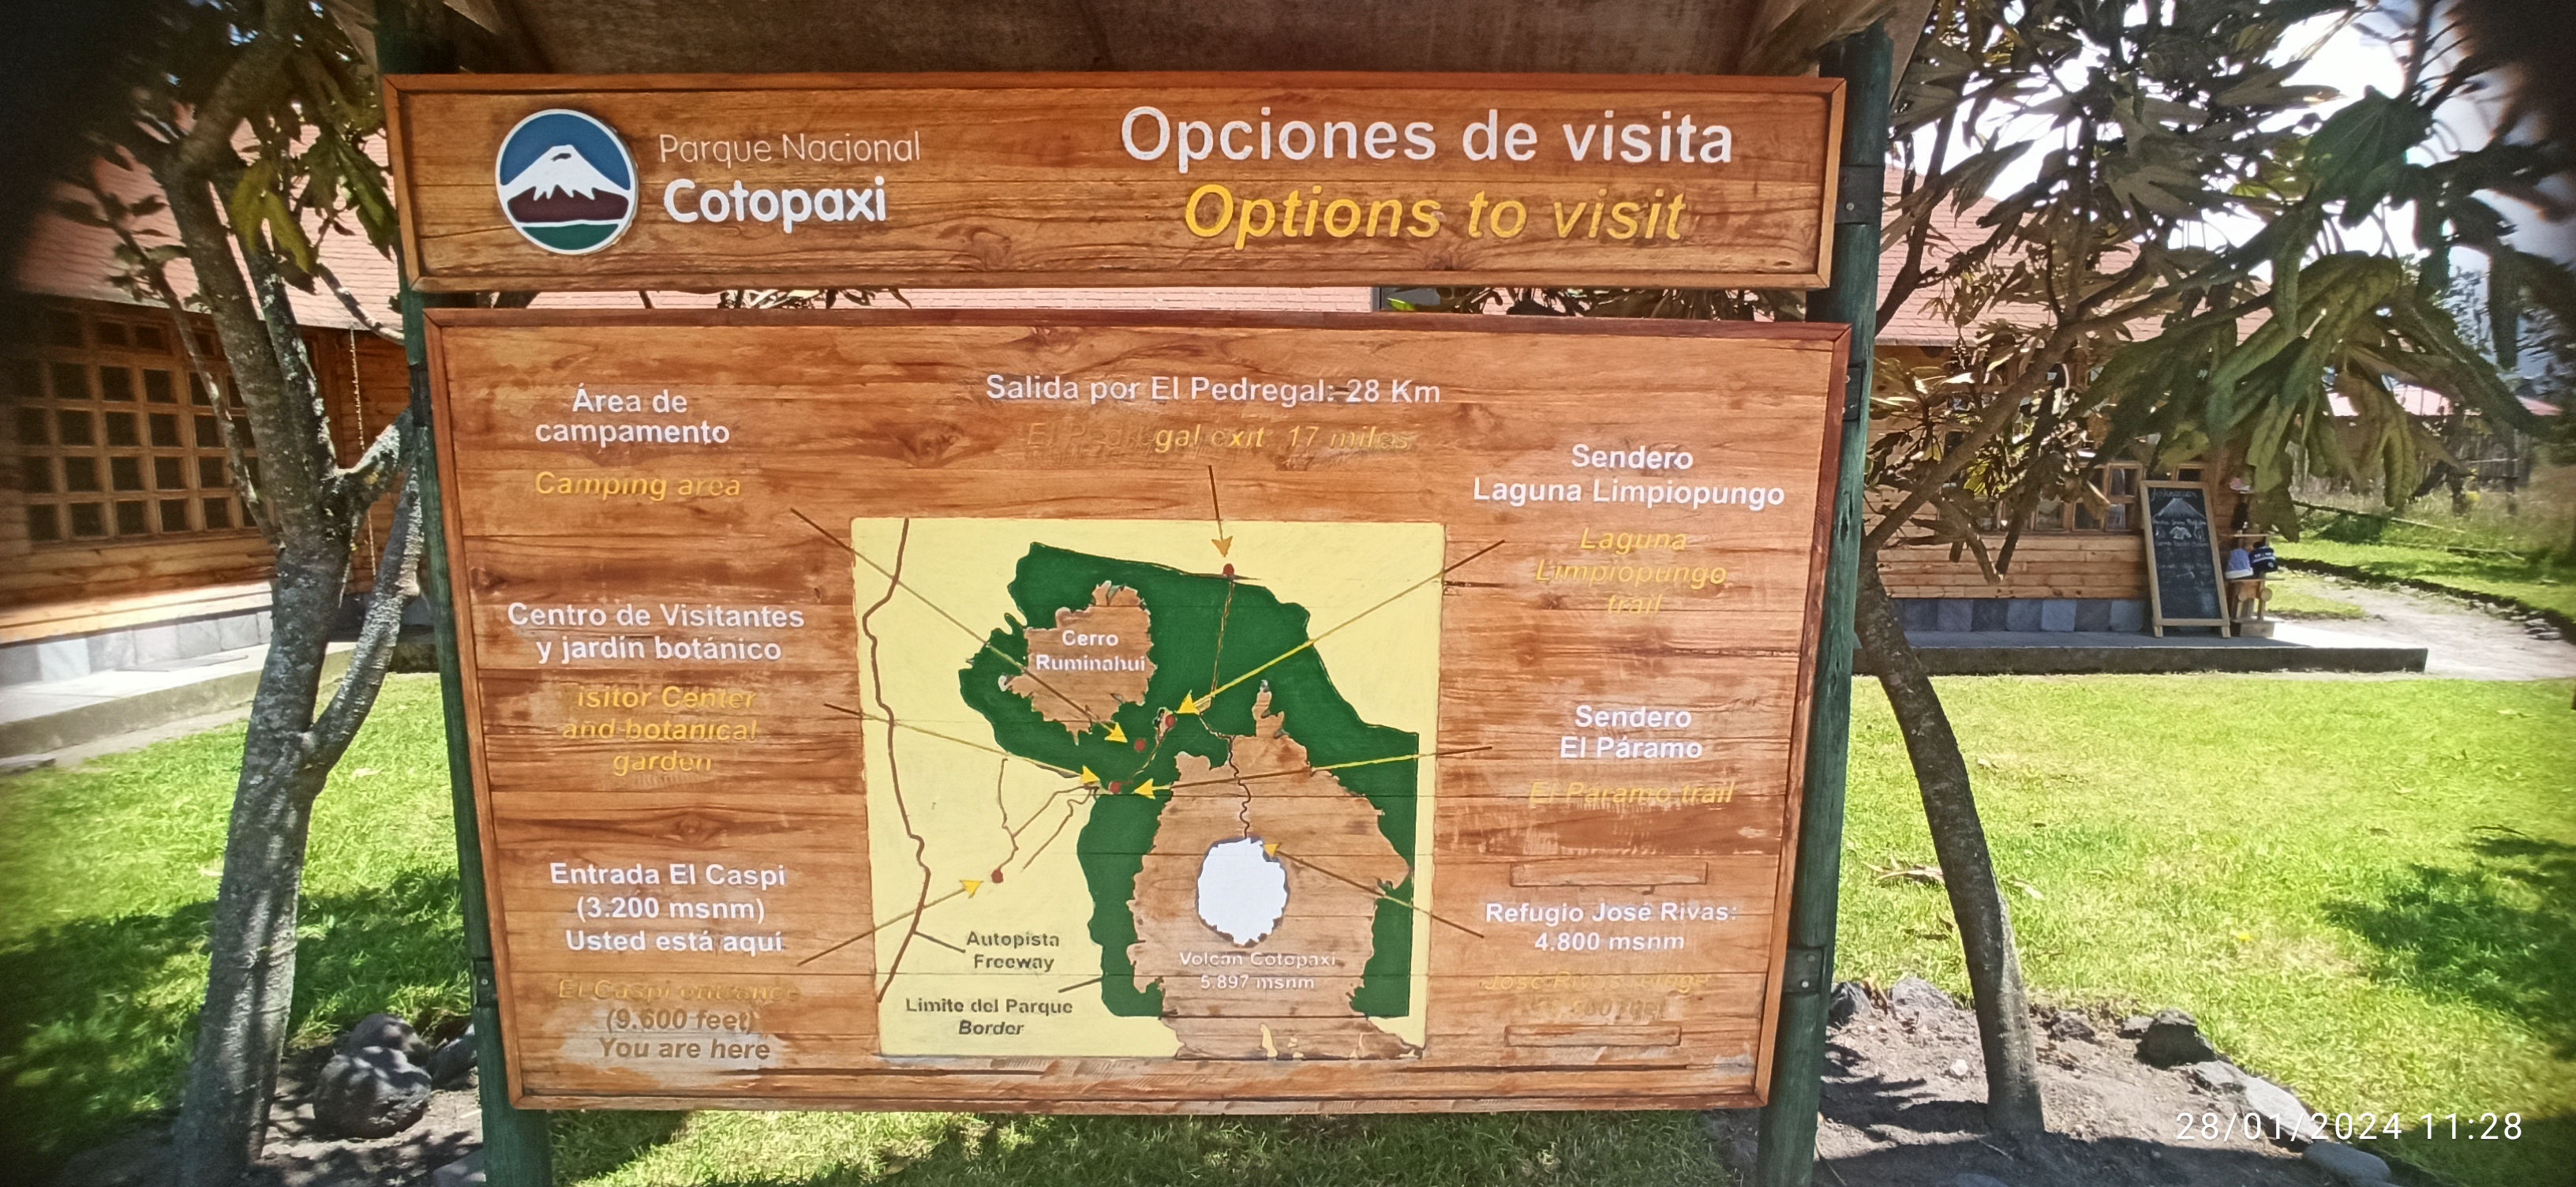 Parque Nacional
Cotopaxi
Opciones de visita
Options to visit
Área de
campamento
Camping area
Salida por El Pedregal: 28 Km
El Pedregal exit: 17 miles
Sendero
Laguna Limpiopungo
Laguna
Limpiopungo
trail
Centro de Visitantes
y jardín botánico
isitor Center
and botanical
garden
Cerro
Ruminahui
Sendero
El Páramo
El Páramo trail
Entrada El Caspi
(3.200 msnm)
Usted está aquí
El Caspi entrance
(9.600 feet)
You are here
Autopista
Freeway
Limite del Parque
Border
Volcán Cotopaxi
5.897 msnm
Refugio José Rivas:
4.800 msnm
José
28/01/2024 11:28